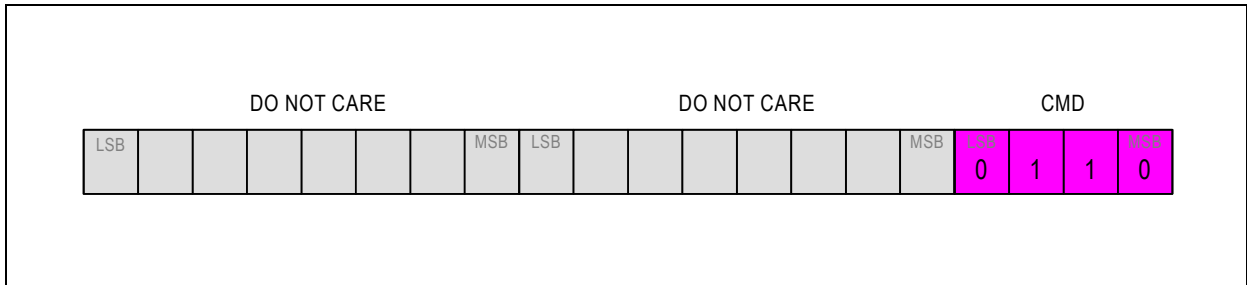 DO NOT CARE DO NOT CARE CMD
LSB MSB LSB MSB LSB MSB
0 1 1 0